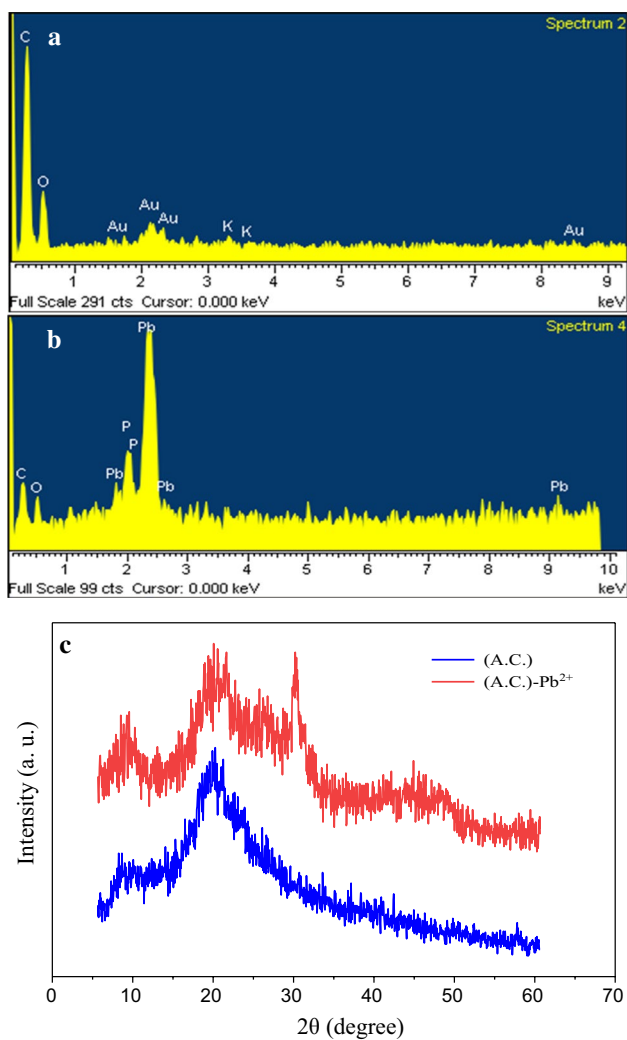 a
Spectrum 2
C
O
Au
Au
Au
K
K
Au
1 2 3 4 5 6 7 8 9
Full Scale 291 cts Cursor: 0.000 keV
keV
b
Spectrum 4
Pb
P
P
C
O
Pb
Pb
Pb
1 2 3 4 5 6 7 8 9 10
Full Scale 99 cts Cursor: 0.000 keV
keV
c
(A.C.)
(A.C.)-Pb²⁺
Intensity (a. u.)
10 20 30 40 50 60 70
2θ (degree)